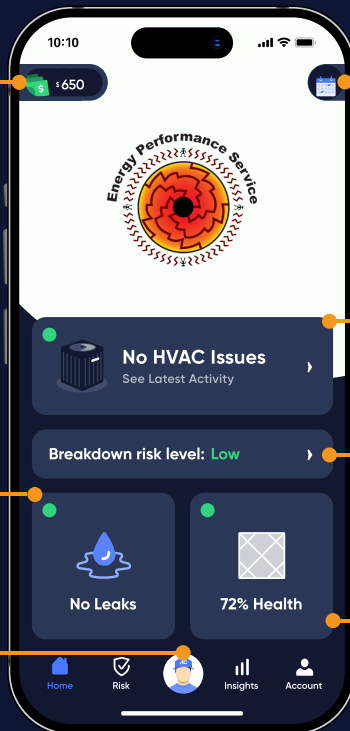 10:10
$650
Energy Performance Service
No HVAC Issues
See Latest Activity
Breakdown risk level: Low
No Leaks
72% Health
AC
Home Risk Insights Account